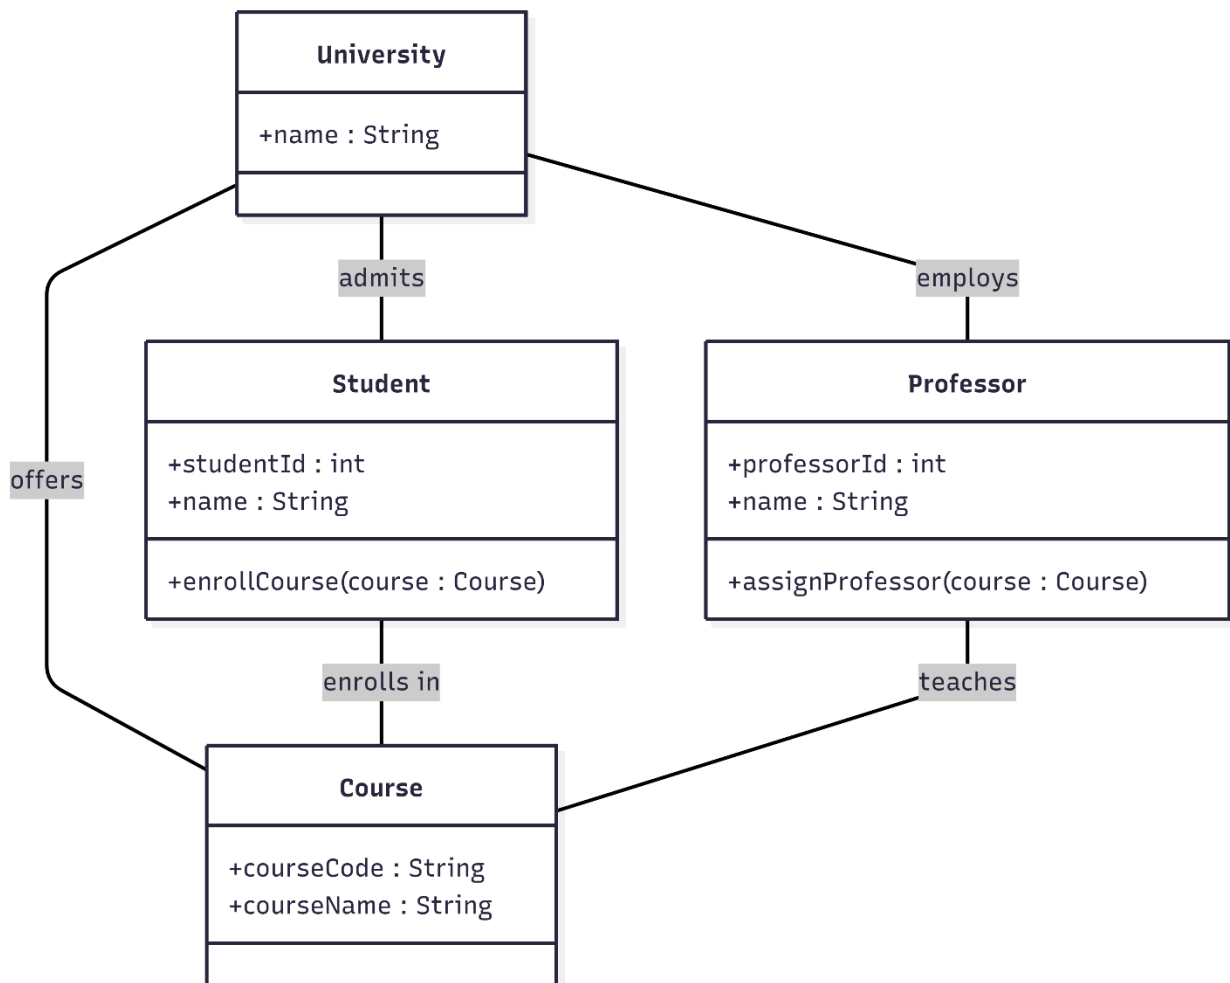 University
+name : String
admits
employs
Student
+studentId : int
+name : String
+enrollCourse(course : Course)
Professor
+professorId : int
+name : String
+assignProfessor(course : Course)
offers
enrolls in
teaches
Course
+courseCode : String
+courseName : String